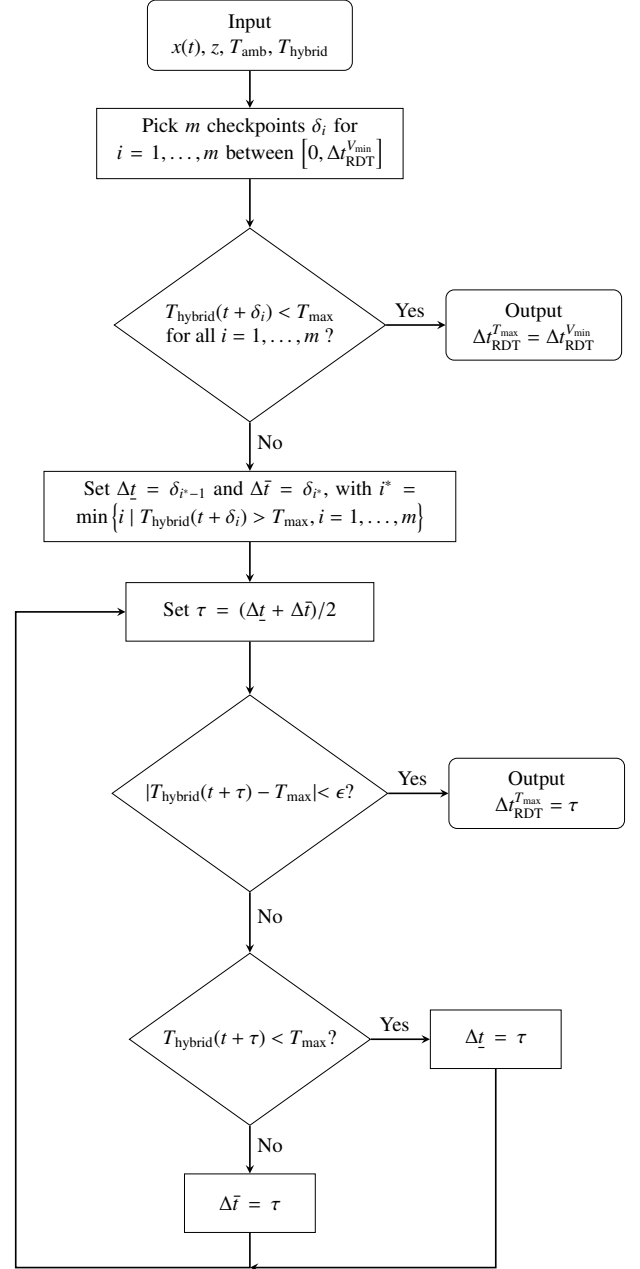 Input
x(t), z, T_amb, T_hybrid
Pick m checkpoints δ_i for
i = 1, . . . , m between [0, Δt_RDT^{V_min}]
T_hybrid(t + δ_i) < T_max
for all i = 1, . . . , m ?
Yes
Output
Δt_RDT^{T_max} = Δt_RDT^{V_min}
No
Set Δt̲ = δ_{i*−1} and Δt̄ = δ_{i*}, with i* =
min{i | T_hybrid(t + δ_i) > T_max, i = 1, . . . , m}
Set τ = (Δt̲ + Δt̄)/2
|T_hybrid(t + τ) − T_max| < ϵ?
Yes
Output
Δt_RDT^{T_max} = τ
No
T_hybrid(t + τ) < T_max?
Yes
Δt̲ = τ
No
Δt̄ = τ